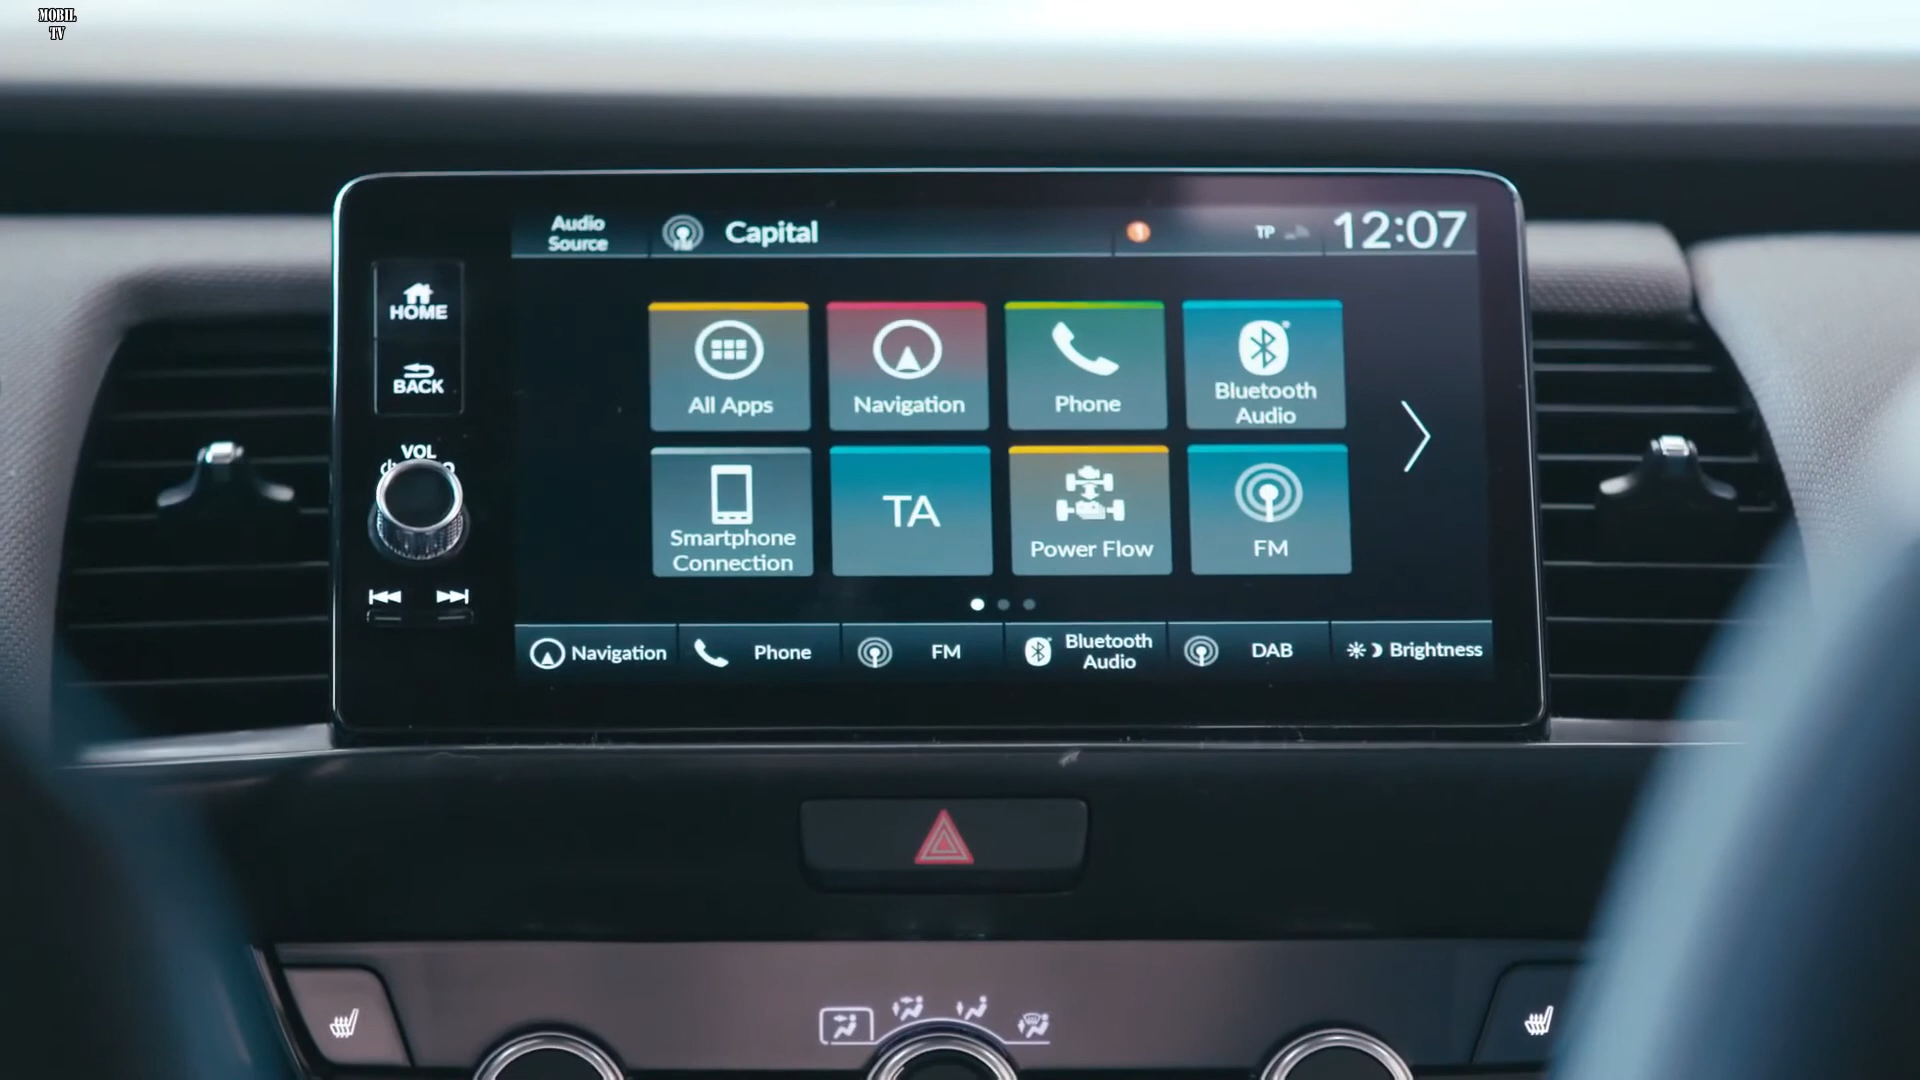 MOBIL
TV
Audio
Source
Capital
1
TP
12:07
HOME
BACK
VOL
All Apps
Navigation
Phone
Bluetooth
Audio
Smartphone
Connection
TA
Power Flow
FM
Navigation
Phone
FM
Bluetooth
Audio
DAB
Brightness